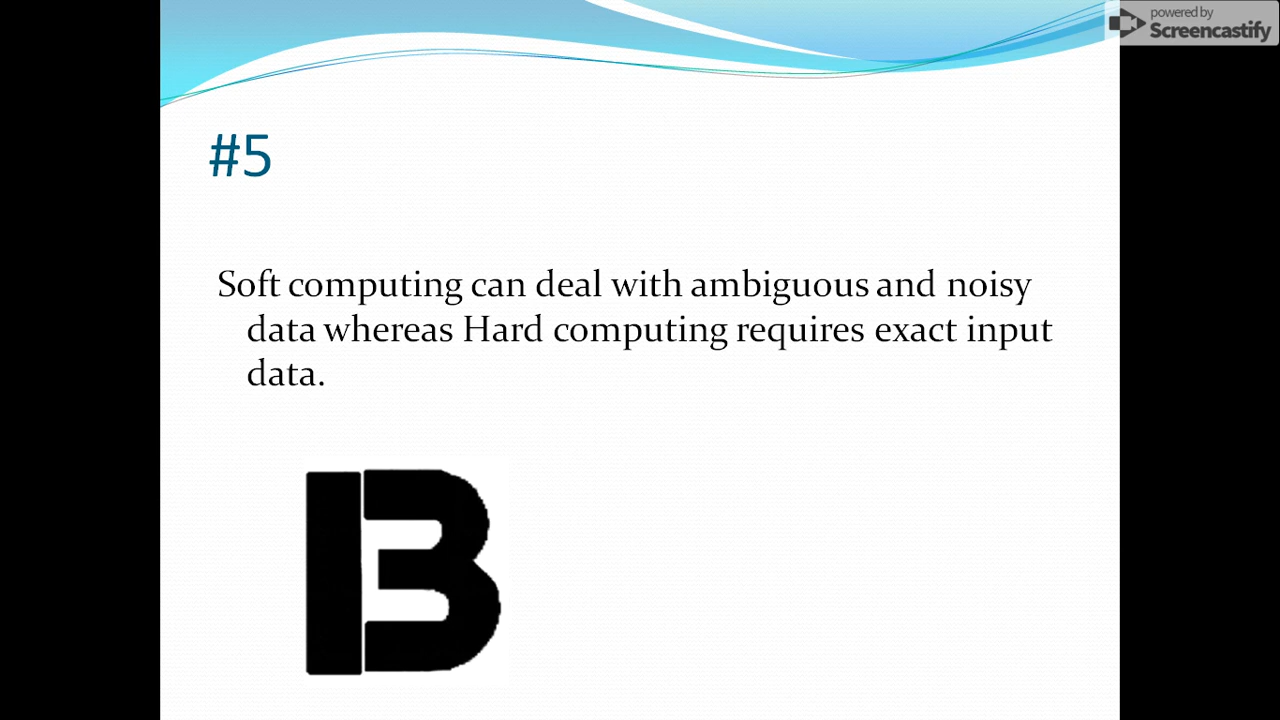 powered by
Screencastify
#5
Soft computing can deal with ambiguous and noisy
data whereas Hard computing requires exact input
data.
13